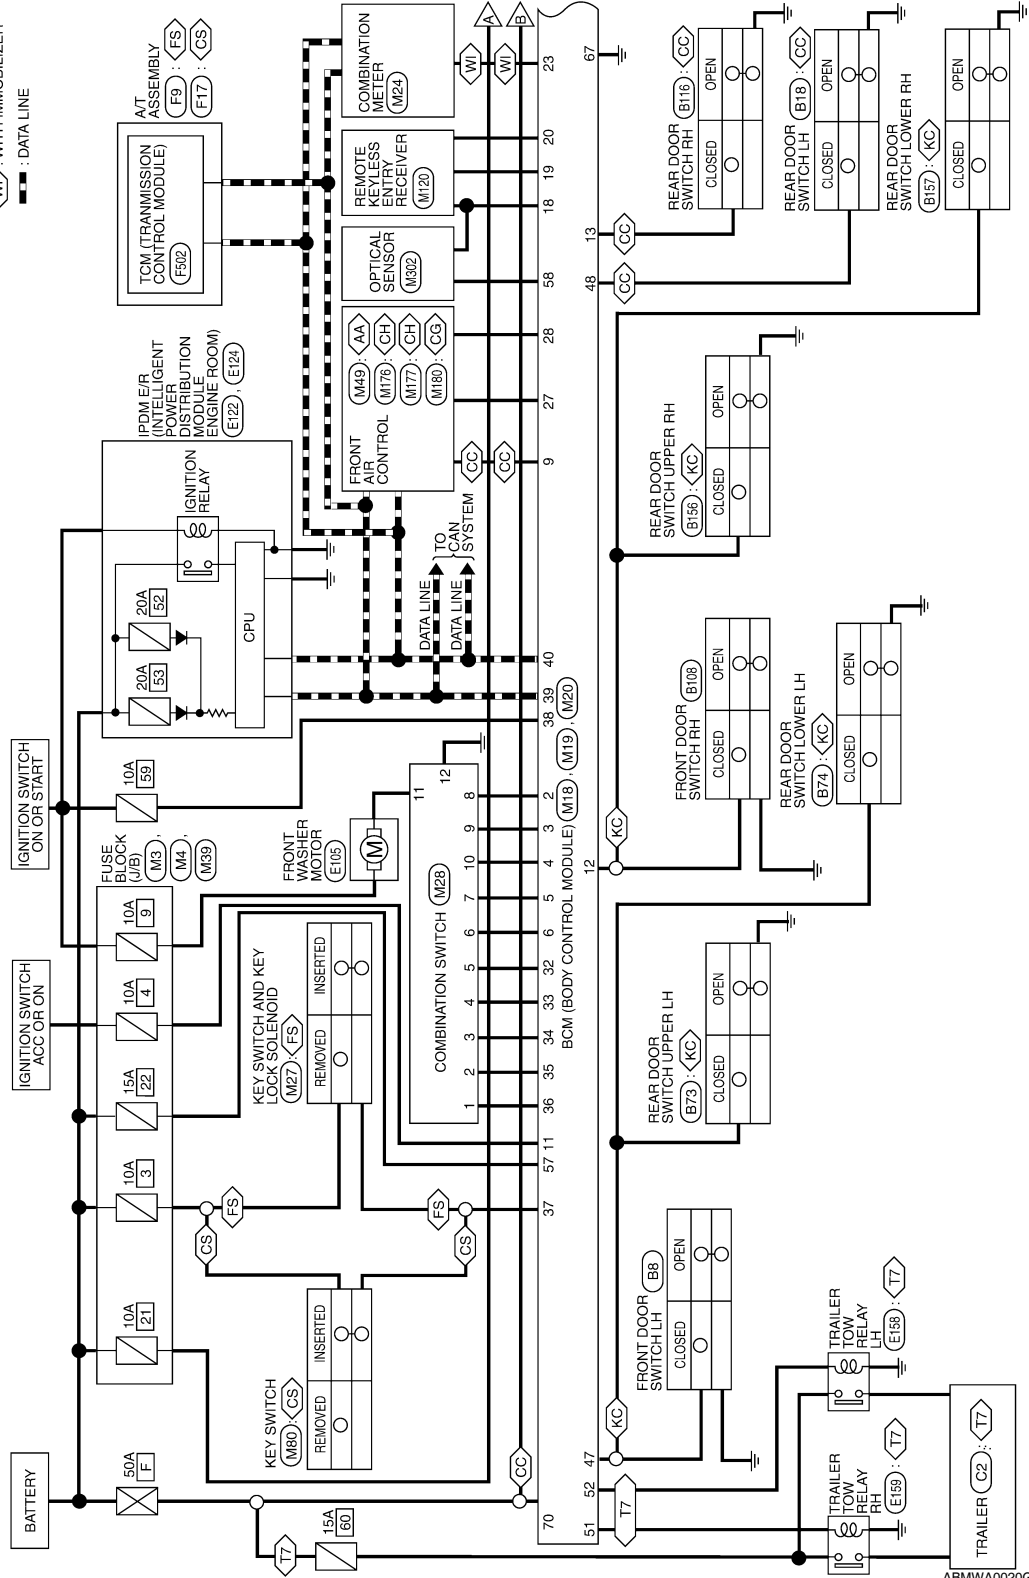 BATTERY
IGNITION SWITCH
ACC OR ON
IGNITION SWITCH
ON OR START
: DATA LINE
50A
F
10A
21
10A
3
15A
22
10A
4
10A
9
FUSE
BLOCK
(J/B)
M3 ,
M4 ,
M39
10A
59
20A
53
20A
52
IGNITION
RELAY
CPU
IPDM E/R
(INTELLIGENT
POWER
DISTRIBUTION
MODULE
ENGINE ROOM)
E122 , E124
TCM (TRANMISSION
CONTROL MODULE)
F502
A/T
ASSEMBLY
F9 : FS
F17 : CS
T7
15A
60
KEY SWITCH
M80 : CS
REMOVED
INSERTED
CS
FS
FS
CS
KEY SWITCH AND KEY
LOCK SOLENOID
M27 : FS
REMOVED
INSERTED
FRONT
WASHER
MOTOR
E105
M
COMBINATION SWITCH M28
1
2
3
4
5
6
7
10
9
8
11
12
DATA LINE
DATA LINE
TO
CAN
SYSTEM
FRONT
AIR
CONTROL
M49 : AA
M176 : CH
M177 : CH
M180 : CG
OPTICAL
SENSOR
M302
REMOTE
KEYLESS
ENTRY
RECEIVER
M120
COMBINATION
METER
M24
CC
CC
CC
WI
WI
A
B
70
37
57
11
36
35
34
33
32
6
5
4
3
2
38
39
40
9
27
28
58
18
19
20
23
BCM (BODY CONTROL MODULE) M18 , M19 , M20
51
52
47
12
48
13
67
T7
KC
KC
CC
CC
FRONT DOOR
SWITCH LH
B8
CLOSED
OPEN
REAR DOOR
SWITCH UPPER LH
B73 : KC
CLOSED
OPEN
FRONT DOOR
SWITCH RH
B108
CLOSED
OPEN
REAR DOOR
SWITCH LOWER LH
B74 : KC
CLOSED
OPEN
REAR DOOR
SWITCH UPPER RH
B156 : KC
CLOSED
OPEN
REAR DOOR
SWITCH RH
B116 : CC
CLOSED
OPEN
REAR DOOR
SWITCH LH
B18 : CC
CLOSED
OPEN
REAR DOOR
SWITCH LOWER RH
B157 : KC
CLOSED
OPEN
TRAILER
TOW
RELAY
RH
E159 : T7
TRAILER
TOW
RELAY
LH
E158 : T7
TRAILER C2 : T7